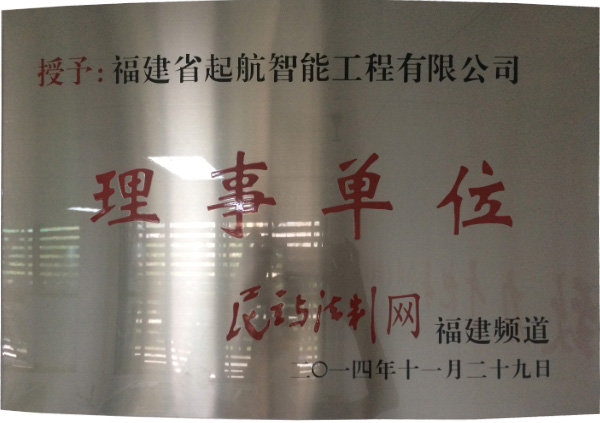 授予:福建省起航智能工程有限公司
理事单位
民主与法制网 福建频道
二〇一四年十一月二十九日